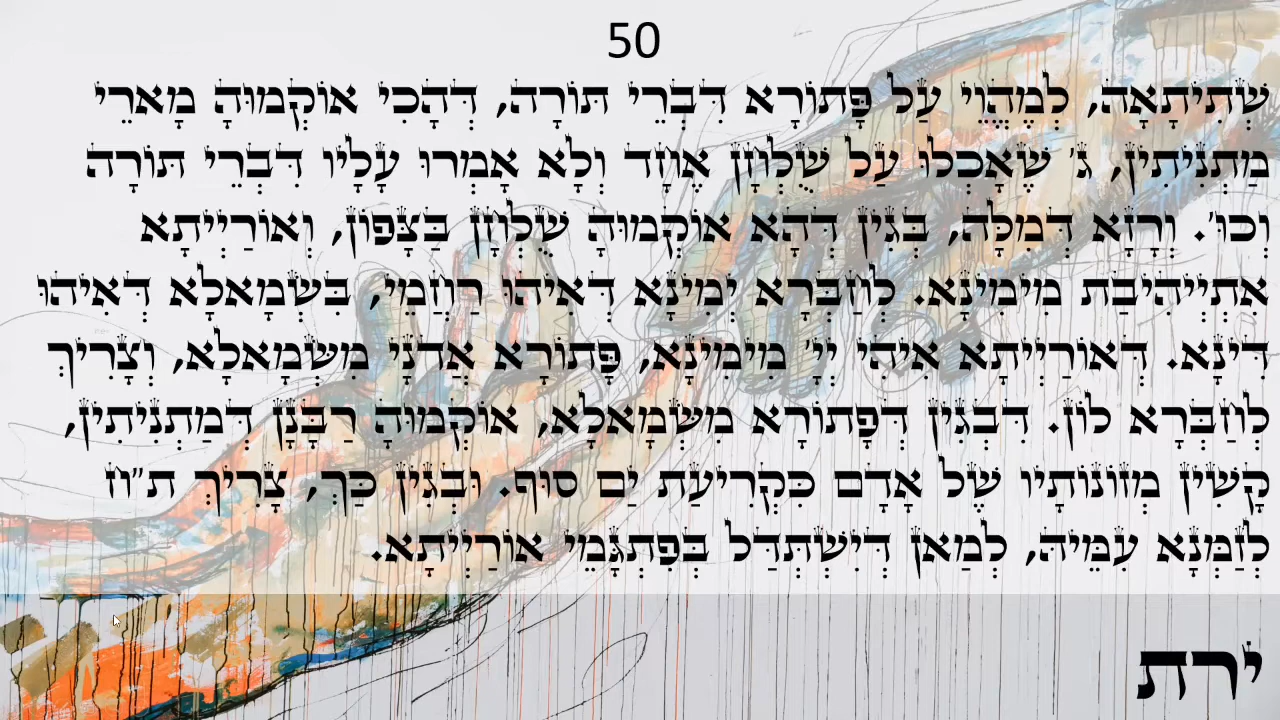 50
שְׁתִיתָאָה, לְמֶהֱוֵי עַל פָּתוֹרָא דִּבְרֵי תּוֹרָה, דְּהָכִי אוֹקְמוּהָ מָארֵי
מַתְנִיתִין, ג' שֶׁאָכְלוּ עַל שֻׁלְחָן אֶחָד וְלֹא אָמְרוּ עָלָיו דִּבְרֵי תּוֹרָה
וְכוּ'. וְרָזָא דְּמִלָּה, בְּגִין דְּהָא אוֹקְמוּהָ שֻׁלְחָן בַּצָּפוֹן, וְאוֹרַיְיתָא
אִתְיְיהִיבַת מִימִינָא. לְחַבְּרָא יְמִינָא דְּאִיהוּ רַחֲמֵי, בִּשְׂמָאלָא דְּאִיהוּ
דִּינָא. דְּאוֹרַיְיתָא אִיהִי יְיָ' מִימִינָא, פָּתוֹרָא אֲדֹנָי מִשְּׂמָאלָא, וְצָרִיךְ
לְחַבְּרָא לוֹן. דִּבְגִין דְּפָּתוֹרָא מִשְּׂמָאלָא, אוֹקְמוּהָ רַבָּנָן דְּמַתְנִיתִין,
קָשִׁין מְזוֹנוֹתָיו שֶׁל אָדָם כִּקְרִיעַת יַם סוּף. וּבְגִין כַּךְ, צָרִיךְ ת"ח
לְזַמְּנָא עִמֵּיהּ, לְמַאן דְּיִשְׁתְּדַּל בְּפִתְגָּמֵי אוֹרַיְיתָא.
ירת